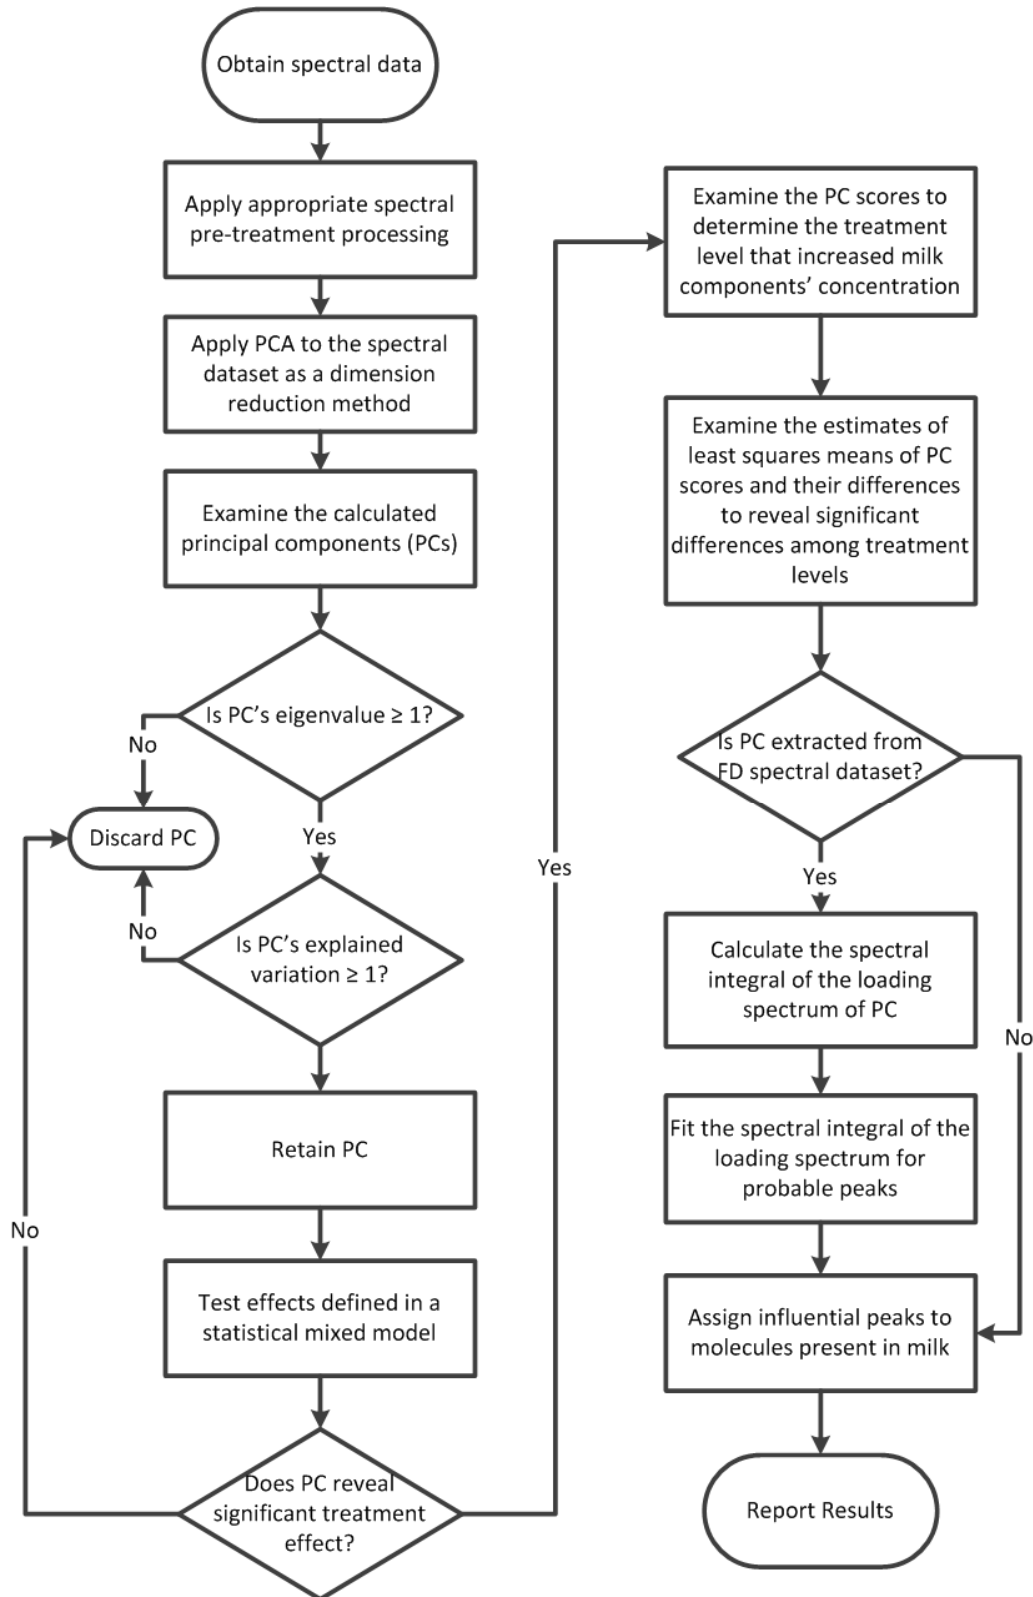 Obtain spectral data
Apply appropriate spectral
pre-treatment processing
Apply PCA to the spectral
dataset as a dimension
reduction method
Examine the calculated
principal components (PCs)
Is PC’s eigenvalue ≥ 1?
No
Discard PC
Yes
No
Is PC’s explained
variation ≥ 1?
Retain PC
No
Test effects defined in a
statistical mixed model
Does PC reveal
significant treatment
effect?
Yes
Examine the PC scores to
determine the treatment
level that increased milk
components’ concentration
Examine the estimates of
least squares means of PC
scores and their differences
to reveal significant
differences among treatment
levels
Is PC extracted from
FD spectral dataset?
Yes
Calculate the spectral
integral of the loading
spectrum of PC
No
Fit the spectral integral of the
loading spectrum for
probable peaks
Assign influential peaks to
molecules present in milk
Report Results